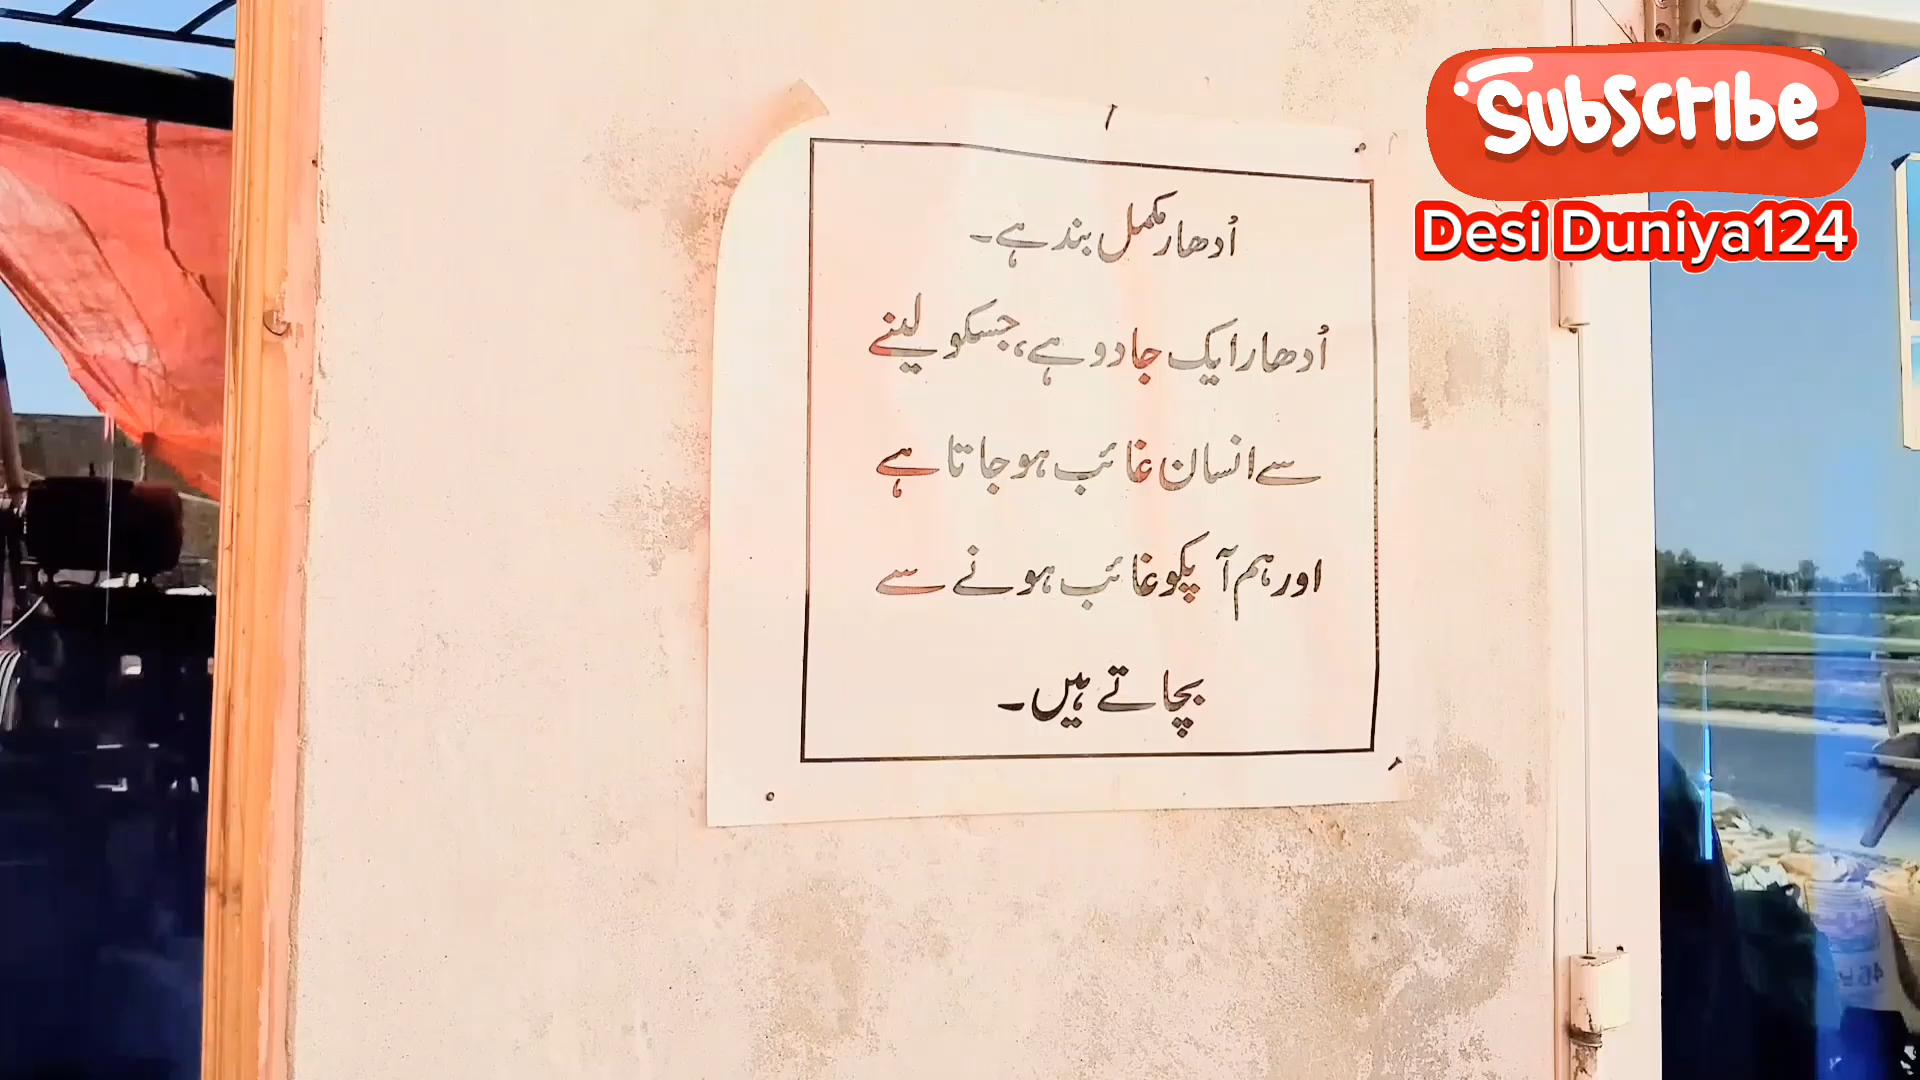 Subscribe
Desi Duniya124
اُدھار مکمل بند ہے۔
اُدھار ایک جادو ہے، جسکو لینے
سے انسان غائب ہو جاتا ہے
اور ہم آپکو غائب ہونے سے
بچاتے ہیں۔